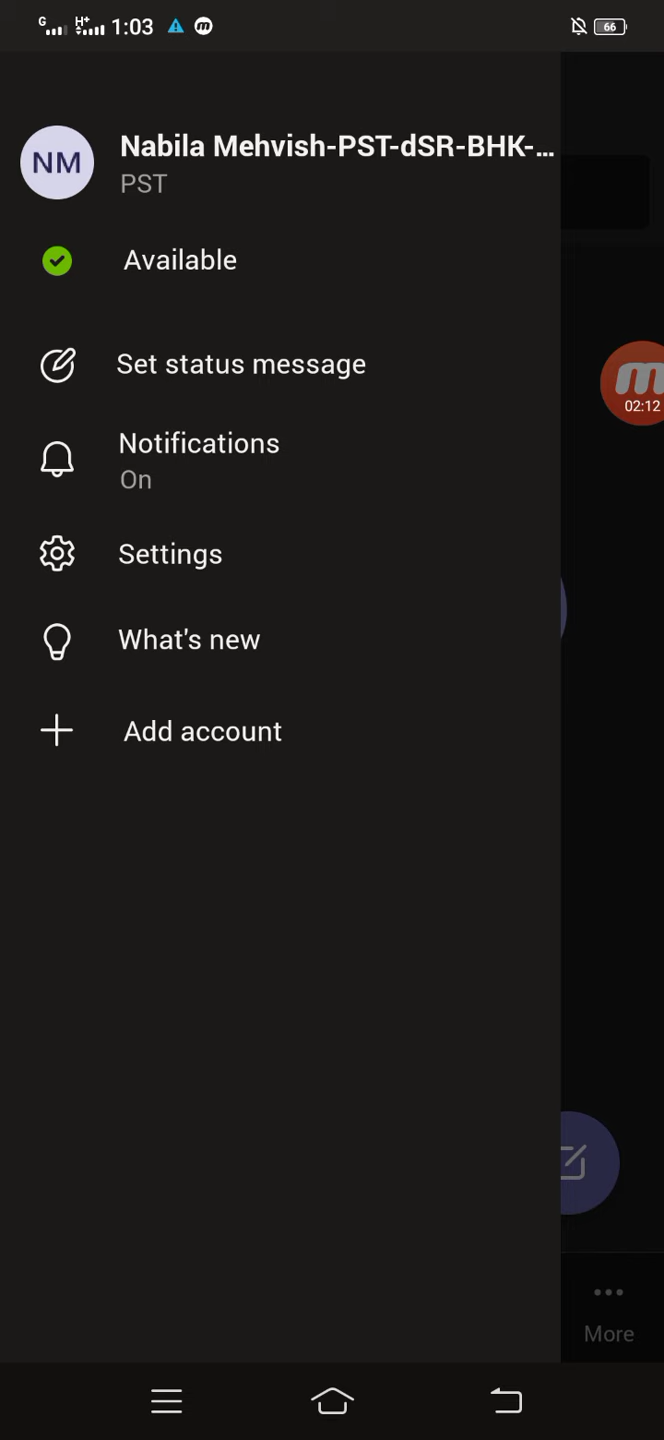 G H+ 1:03 66
NM
Nabila Mehvish-PST-dSR-BHK-...
PST
Available
Set status message
Notifications
On
Settings
What's new
Add account
m
02:12
More